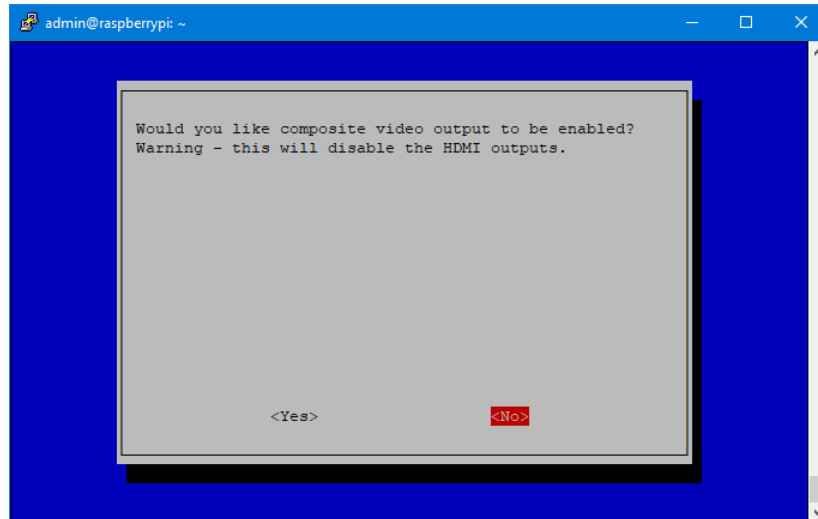 admin@raspberrypi: ~
Would you like composite video output to be enabled?
Warning - this will disable the HDMI outputs.
<Yes> <No>